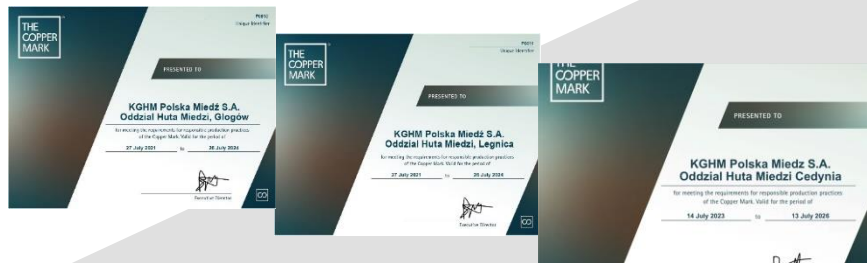 THE
COPPER
MARK
Unique Identifier
PRESENTED TO
KGHM Polska Miedź S.A.
Oddział Huta Miedzi, Głogów
for meeting the requirements for responsible production practices
of the Copper Mark. Valid for the period of
27 July 2021 to 26 July 2024
Executive Director
THE
COPPER
MARK
Unique Identifier
PRESENTED TO
KGHM Polska Miedź S.A.
Oddział Huta Miedzi, Legnica
for meeting the requirements for responsible production practices
of the Copper Mark. Valid for the period of
27 July 2021 to 26 July 2024
Executive Director
THE
COPPER
MARK
PRESENTED TO
KGHM Polska Miedz S.A.
Oddzial Huta Miedzi Cedynia
for meeting the requirements for responsible production practices
of the Copper Mark. Valid for the period of
14 July 2023 to 13 July 2026